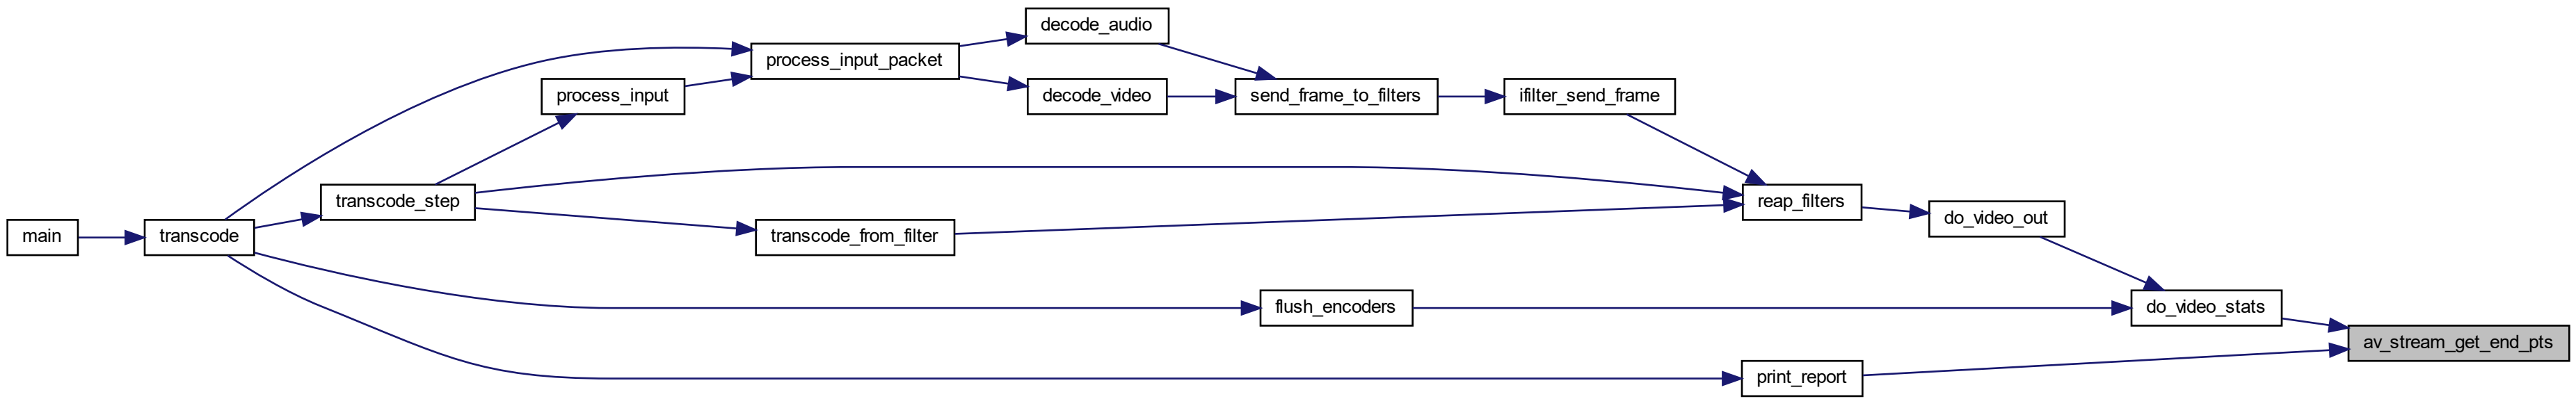 main
transcode
transcode_step
process_input
process_input_packet
transcode_from_filter
decode_audio
decode_video
send_frame_to_filters
flush_encoders
ifilter_send_frame
reap_filters
print_report
do_video_out
do_video_stats
av_stream_get_end_pts